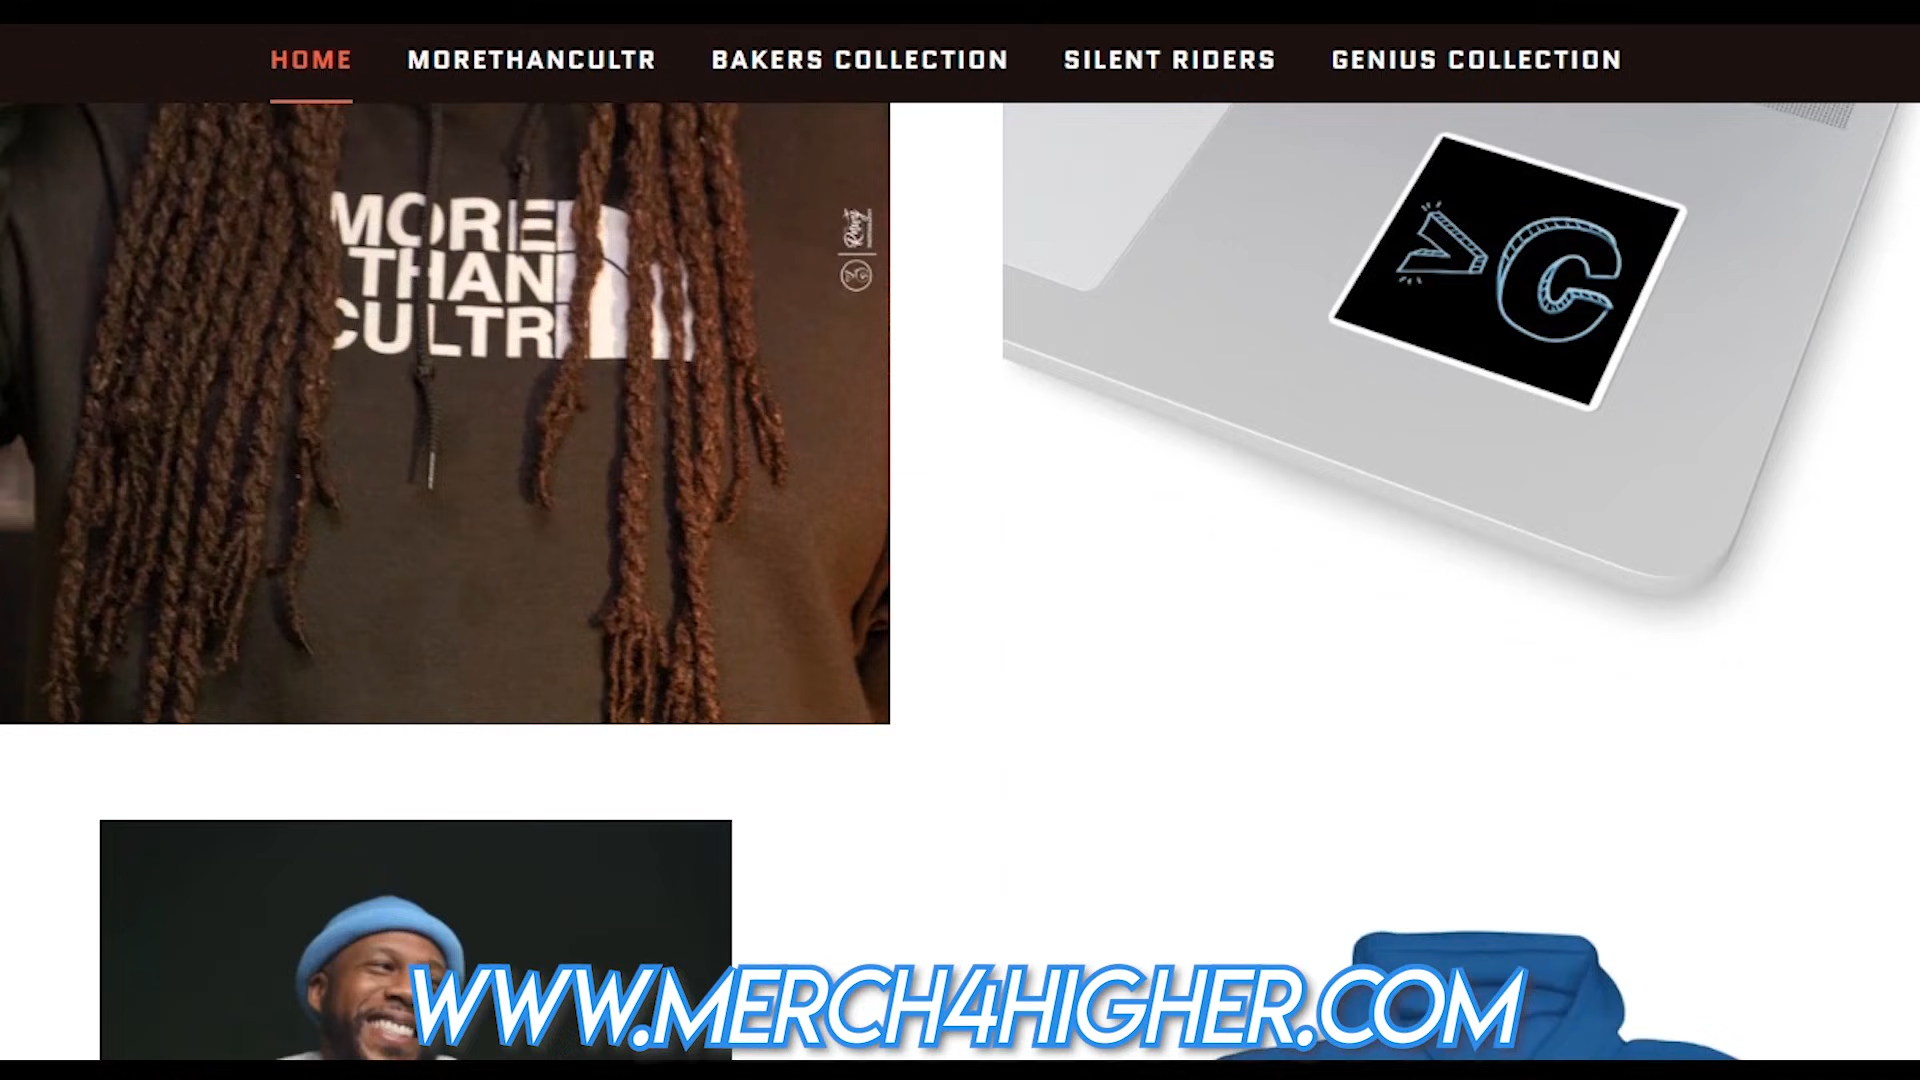 HOME MORETHANCULTR BAKERS COLLECTION SILENT RIDERS GENIUS COLLECTION
MORE
THAN
CULTR
>C
WWW.MERCH4HIGHER.COM